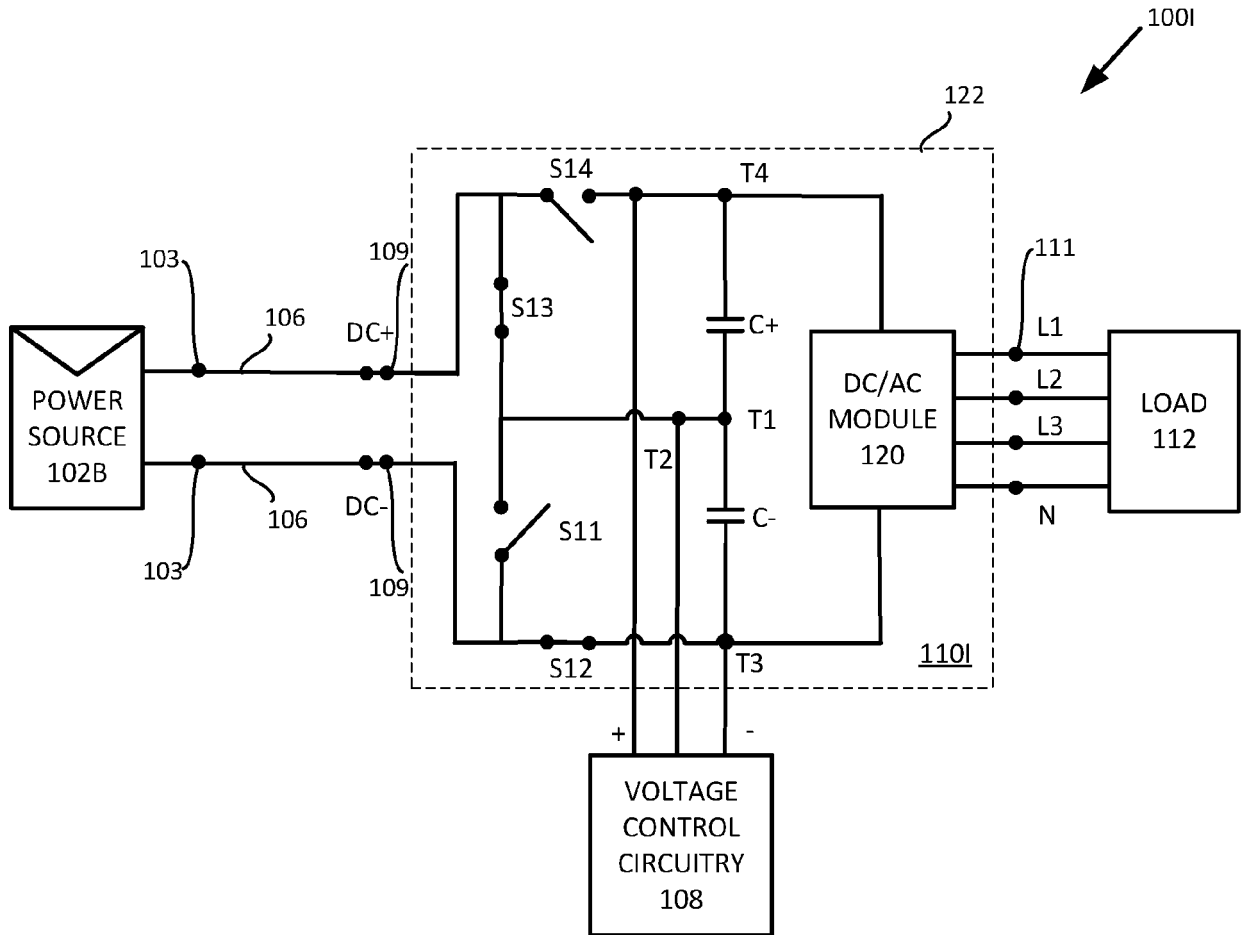 100I
122
S14
T4
103
109
111
106
DC+
S13
C+
L1
POWER
SOURCE
102B
DC/AC
MODULE
120
L2
LOAD
112
T1
L3
T2
106
DC-
S11
C-
N
103
109
S12
T3
110I
+
-
VOLTAGE
CONTROL
CIRCUITRY
108